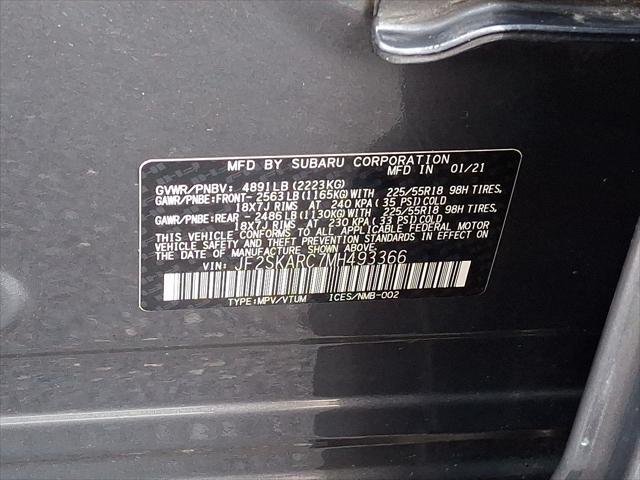 MFD BY SUBARU CORPORATION
MFD IN 01/21
GVWR/PNBV: 4891LB(2223KG)
GAWR/PNBE:FRONT-2563LB(1165KG)WITH 225/55R18 98H TIRES,
18X7J RIMS AT 240 KPA(35 PSI)COLD
GAWR/PNBE:REAR -2486LB(1130KG)WITH 225/55R18 98H TIRES,
18X7J RIMS AT 230 KPA(33 PSI)COLD
THIS VEHICLE CONFORMS TO ALL APPLICABLE FEDERAL MOTOR
VEHICLE SAFETY AND THEFT PREVENTION STANDARDS IN EFFECT
ON THE DATE OF MANUFACTURE SHOWN ABOVE.
VIN: JF2SKARC7MH493366
TYPE:MPV/VTUM ICES/NMB-002